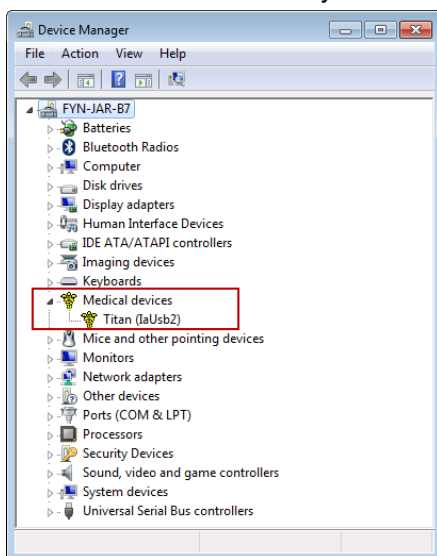 Device Manager
File Action View Help
FYN-JAR-B7
Batteries
Bluetooth Radios
Computer
Disk drives
Display adapters
Human Interface Devices
IDE ATA/ATAPI controllers
Imaging devices
Keyboards
Medical devices
Titan (IaUsb2)
Mice and other pointing devices
Monitors
Network adapters
Other devices
Ports (COM & LPT)
Processors
Security Devices
Sound, video and game controllers
System devices
Universal Serial Bus controllers